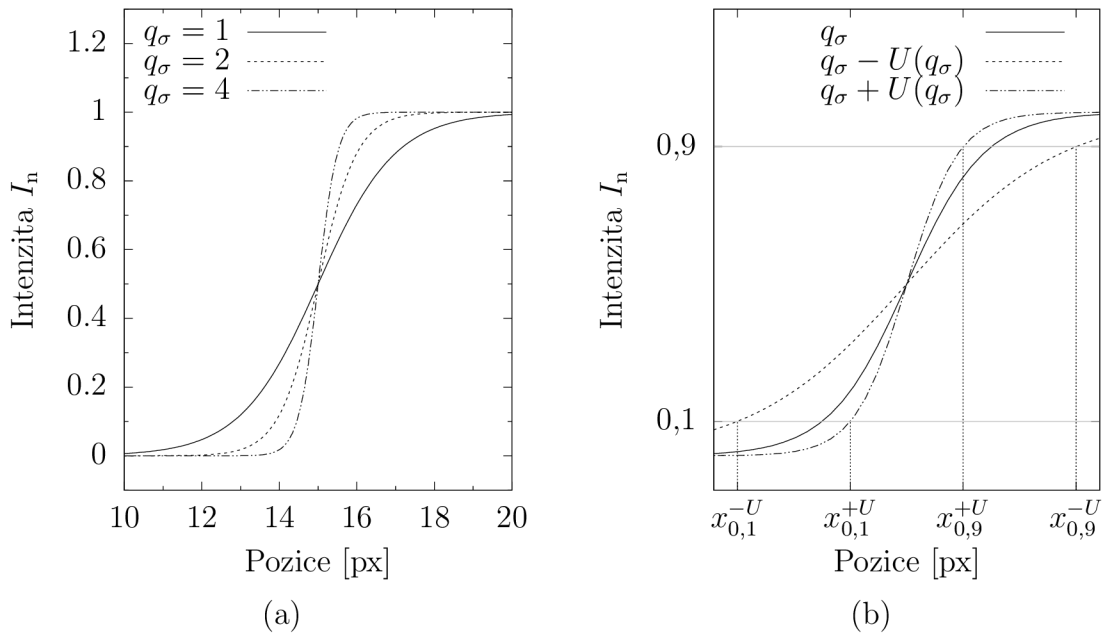 q_σ = 1
q_σ = 2
q_σ = 4
1.2
1
0.8
0.6
0.4
0.2
0
Intenzita I_n
10 12 14 16 18 20
Pozice [px]
(a)
q_σ
q_σ − U(q_σ)
q_σ + U(q_σ)
0,9
0,1
Intenzita I_n
x_{0,1}^{−U} x_{0,1}^{+U} x_{0,9}^{+U} x_{0,9}^{−U}
Pozice [px]
(b)